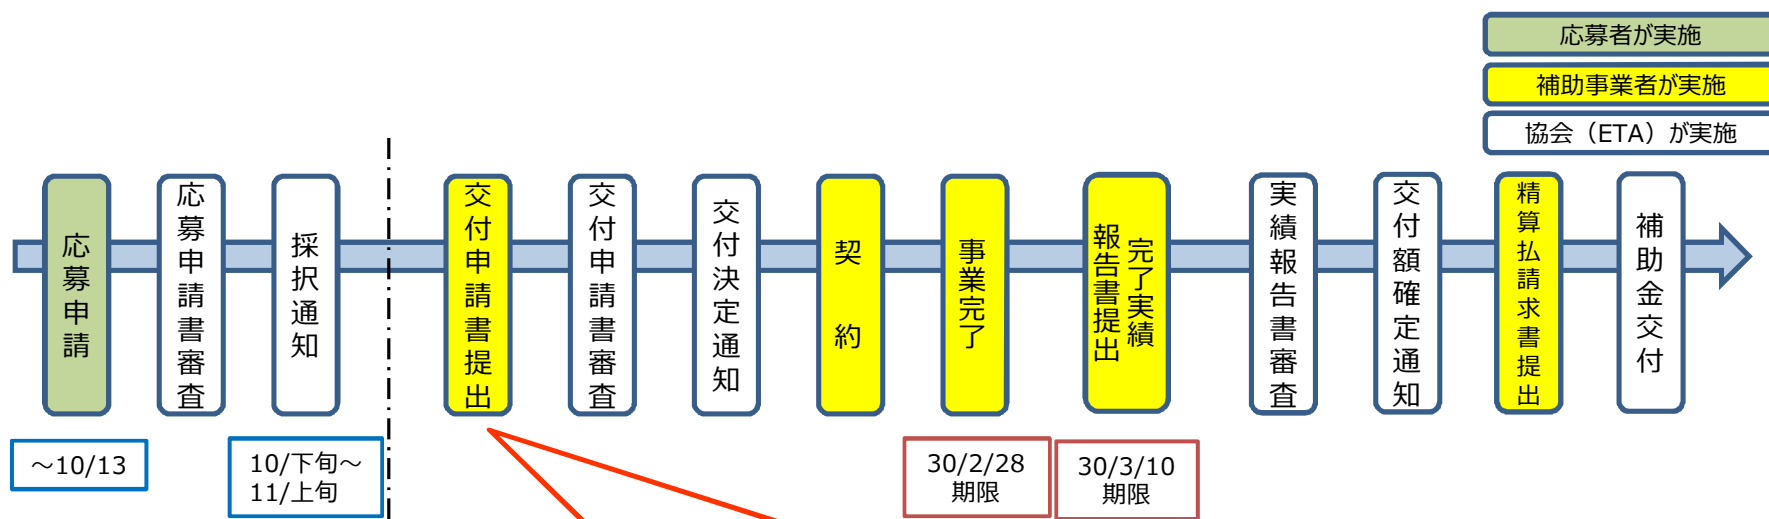 応募者が実施
補助事業者が実施
協会（ETA）が実施
応募申請
応募申請書審査
採択通知
交付申請書提出
交付申請書審査
交付決定通知
契約
事業完了
完了実績
報告書提出
実績報告書審査
交付額確定通知
精算払請求書提出
補助金交付
～10/13
10/下旬～
11/上旬
30/2/28
期限
30/3/10
期限